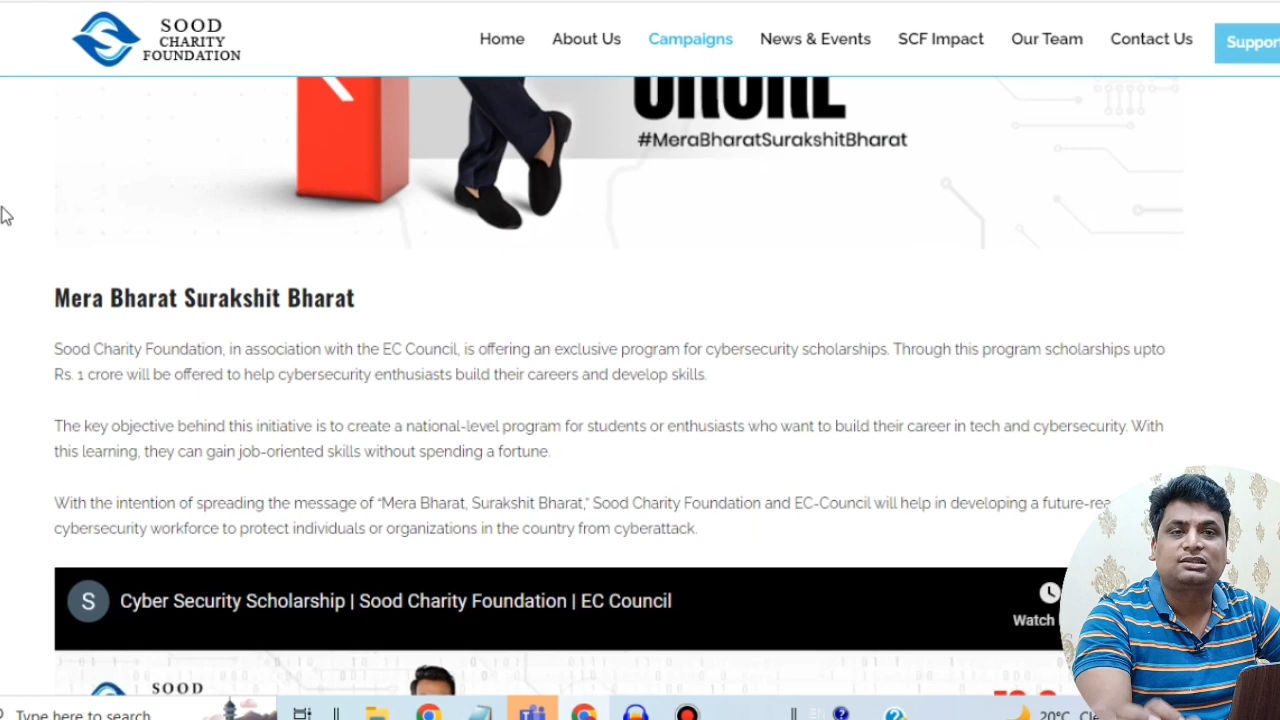 SOOD
CHARITY
FOUNDATION
Home About Us Campaigns News & Events SCF Impact Our Team Contact Us
#MeraBharatSurakshitBharat
Mera Bharat Surakshit Bharat
Sood Charity Foundation, in association with the EC Council, is offering an exclusive program for cybersecurity scholarships. Through this program scholarships upto
Rs. 1 crore will be offered to help cybersecurity enthusiasts build their careers and develop skills.
The key objective behind this initiative is to create a national-level program for students or enthusiasts who want to build their career in tech and cybersecurity. With
this learning, they can gain job-oriented skills without spending a fortune.
With the intention of spreading the message of "Mera Bharat, Surakshit Bharat," Sood Charity Foundation and EC-Council will help in developing a
cybersecurity workforce to protect individuals or organizations in the country from cyberattack.
S Cyber Security Scholarship | Sood Charity Foundation | EC Council
Watch
SOOD
Type here to search EN 20°C